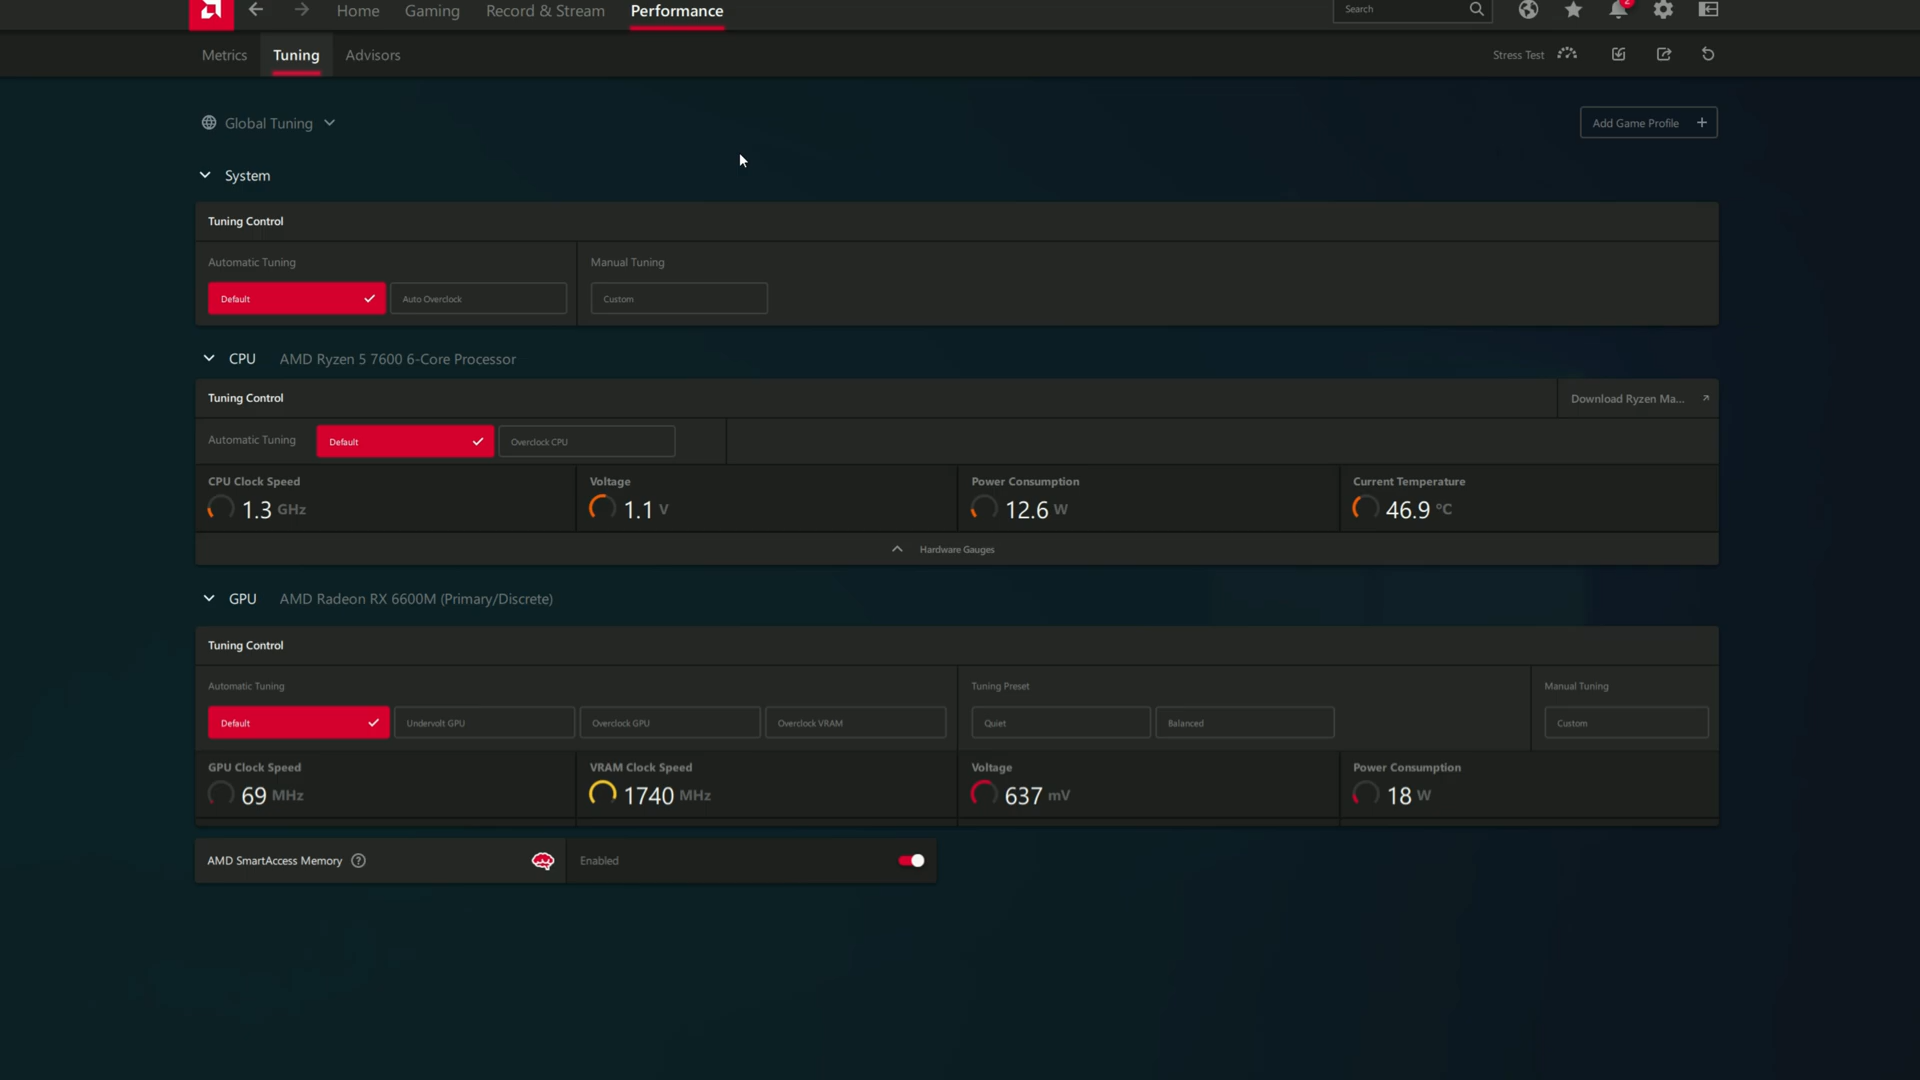 Home Gaming Record & Stream Performance Search 2
Metrics Tuning Advisors Stress Test
Global Tuning Add Game Profile
System
Tuning Control
Automatic Tuning Manual Tuning
Default Auto Overclock Custom
CPU AMD Ryzen 5 7600 6-Core Processor
Tuning Control Download Ryzen Ma...
Automatic Tuning Default Overclock CPU
CPU Clock Speed Voltage Power Consumption Current Temperature
1.3 GHz 1.1 V 12.6 W 46.9 °C
Hardware Gauges
GPU AMD Radeon RX 6600M (Primary/Discrete)
Tuning Control
Automatic Tuning Tuning Preset Manual Tuning
Default Undervolt GPU Overclock GPU Overclock VRAM Quiet Balanced Custom
GPU Clock Speed VRAM Clock Speed Voltage Power Consumption
69 MHz 1740 MHz 637 mV 18 W
AMD SmartAccess Memory ? Enabled